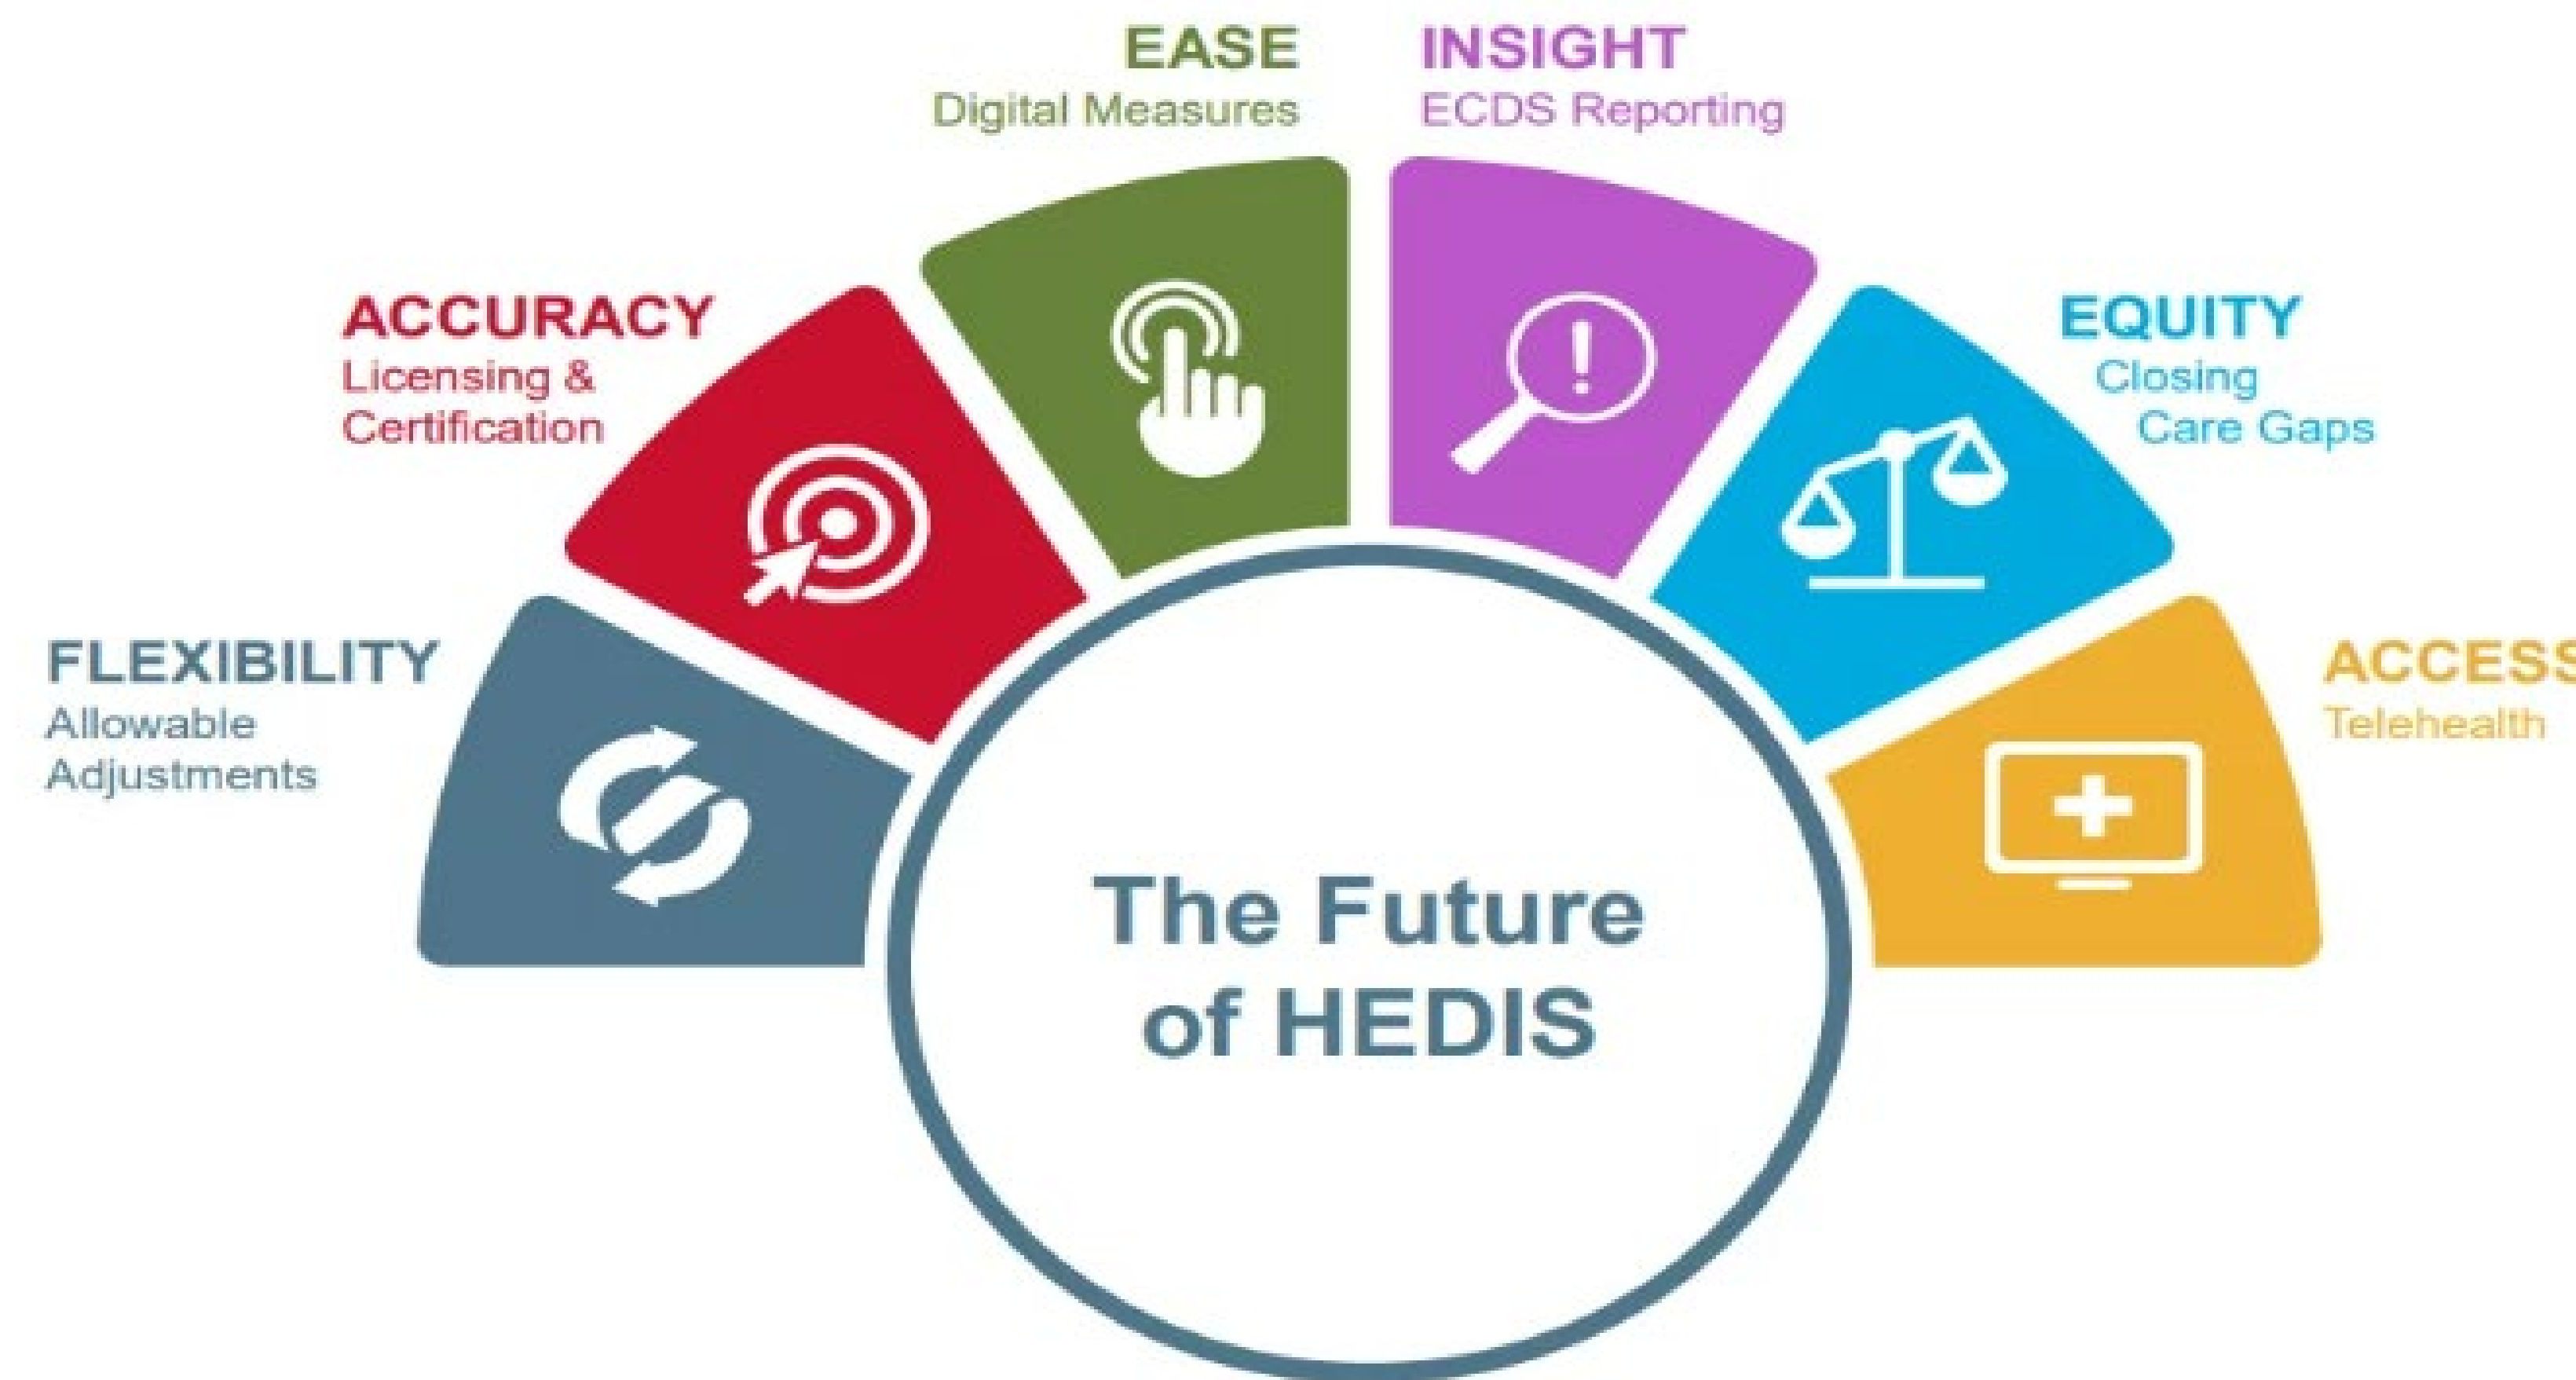 EASE
Digital Measures
INSIGHT
ECDS Reporting
ACCURACY
Licensing &
Certification
EQUITY
Closing
Care Gaps
FLEXIBILITY
Allowable
Adjustments
ACCESS
Telehealth
The Future
of HEDIS